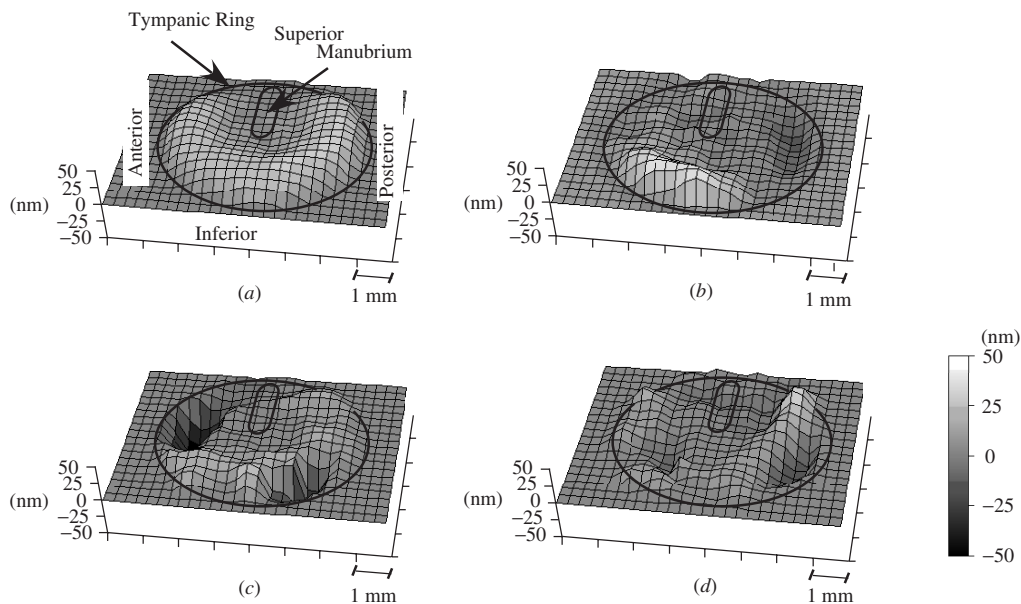 Tympanic Ring
Superior
Manubrium
Anterior
Posterior
Inferior
50
25
(nm) 0
−25
−50
1 mm
(a)
50
25
(nm) 0
−25
−50
1 mm
(b)
50
25
(nm) 0
−25
−50
1 mm
(c)
50
25
(nm) 0
−25
−50
1 mm
(d)
(nm)
50
25
0
−25
−50